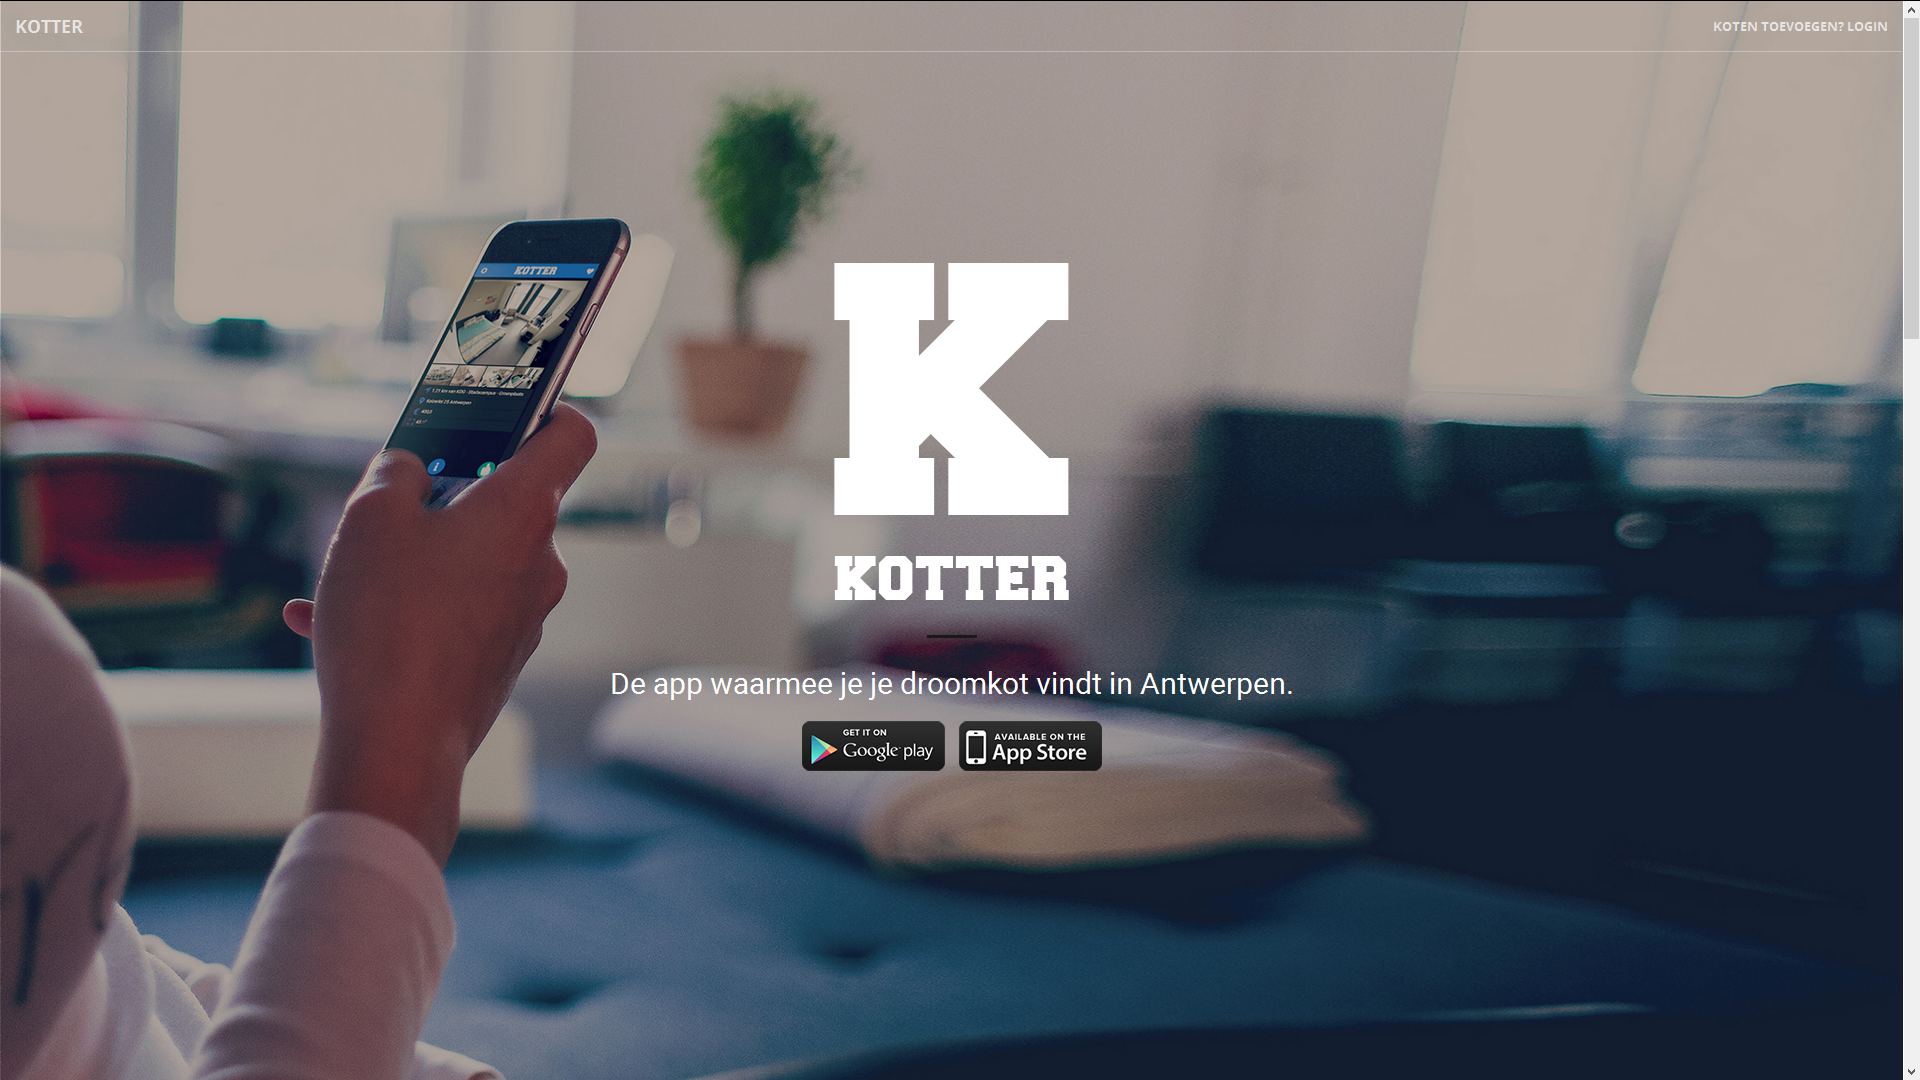 KOTTER
KOTEN TOEVOEGEN? LOGIN
KOTTER
K
KOTTER
De app waarmee je je droomkot vindt in Antwerpen.
GET IT ON
Google play
AVAILABLE ON THE
App Store